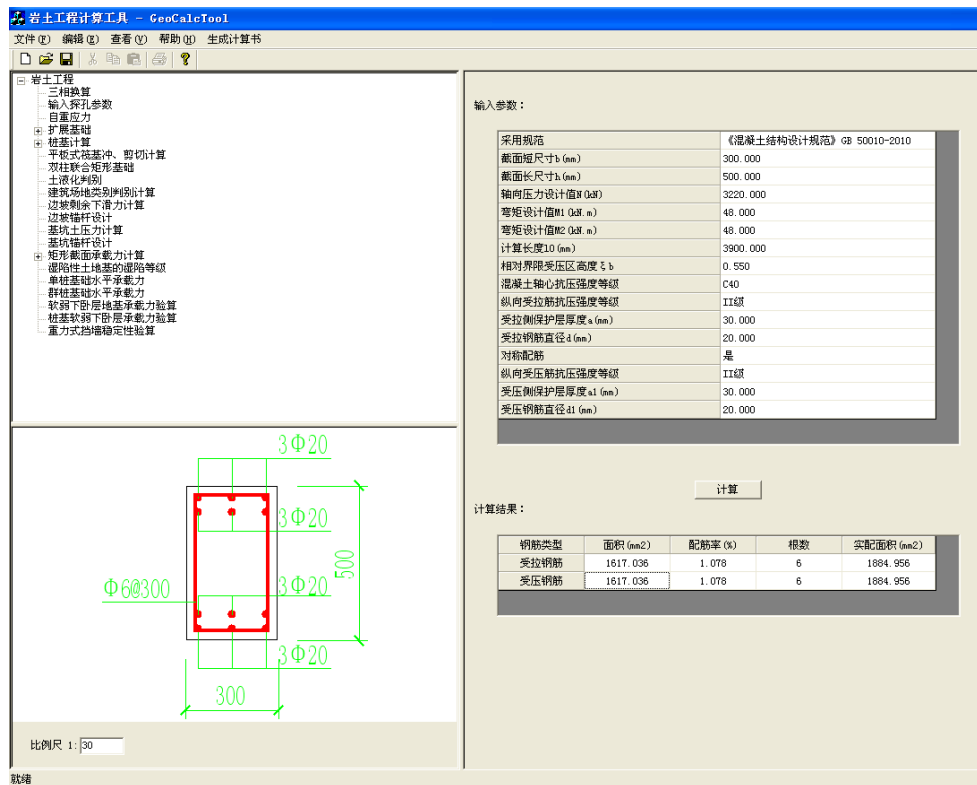 岩土工程计算工具 - GeoCalcTool
文件(F) 编辑(E) 查看(V) 帮助(H) 生成计算书
岩土工程
三相换算
输入探孔参数
自重应力
扩展基础
桩基计算
平板式筏基冲、剪切计算
双柱联合矩形基础
土液化判别
建筑场地类别判别计算
边坡剩余下滑力计算
边坡锚杆设计
基坑土压力计算
基坑锚杆设计
矩形截面承载力计算
湿陷性土地基的湿陷等级
单桩基础水平承载力
群桩基础水平承载力
软弱下卧层地基承载力验算
桩基软弱下卧层承载力验算
重力式挡墙稳定性验算
3Φ20
3Φ20
500
Φ6@300
3Φ20
3Φ20
300
比例尺 1: 30
就绪
输入参数：
采用规范 《混凝土结构设计规范》GB 50010-2010
截面短尺寸b(mm) 300.000
截面长尺寸h(mm) 500.000
轴向压力设计值N(kN) 3220.000
弯矩设计值M1(kN.m) 48.000
弯矩设计值M2(kN.m) 48.000
计算长度l0(mm) 3900.000
相对界限受压区高度ξb 0.550
混凝土轴心抗压强度等级 C40
纵向受拉筋抗压强度等级 II级
受拉侧保护层厚度a(mm) 30.000
受拉钢筋直径d(mm) 20.000
对称配筋 是
纵向受压筋抗压强度等级 II级
受压侧保护层厚度a1(mm) 30.000
受压钢筋直径d1(mm) 20.000
计算
计算结果：
钢筋类型 面积(mm2) 配筋率(%) 根数 实配面积(mm2)
受拉钢筋 1617.036 1.078 6 1884.956
受压钢筋 1617.036 1.078 6 1884.956